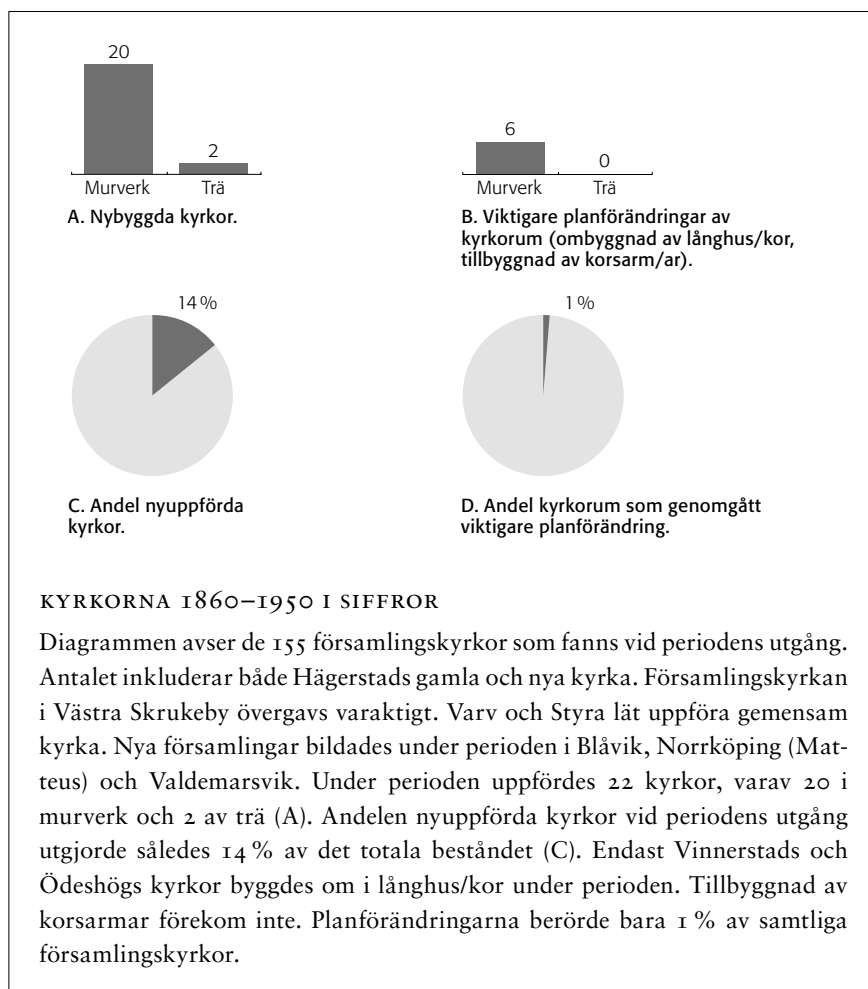 20
2
Murverk Trä
A. Nybyggda kyrkor.
6
0
Murverk Trä
B. Viktigare planförändringar av
kyrkorum (ombyggnad av långhus/kor,
tillbyggnad av korsarm/ar).
14 %
C. Andel nyuppförda
kyrkor.
1 %
D. Andel kyrkorum som genomgått
viktigare planförändring.
KYRKORNA 1860–1950 I SIFFROR
Diagrammen avser de 155 församlingskyrkor som fanns vid periodens utgång.
Antalet inkluderar både Hägerstads gamla och nya kyrka. Församlingskyrkan
i Västra Skrukeby övergavs varaktigt. Varv och Styra lät uppföra gemensam
kyrka. Nya församlingar bildades under perioden i Blåvik, Norrköping (Mat-
teus) och Valdemarsvik. Under perioden uppfördes 22 kyrkor, varav 20 i
murverk och 2 av trä (A). Andelen nyuppförda kyrkor vid periodens utgång
utgjorde således 14 % av det totala beståndet (C). Endast Vinnerstads och
Ödeshögs kyrkor byggdes om i långhus/kor under perioden. Tillbyggnad av
korsarmar förekom inte. Planförändringarna berörde bara 1 % av samtliga
församlingskyrkor.